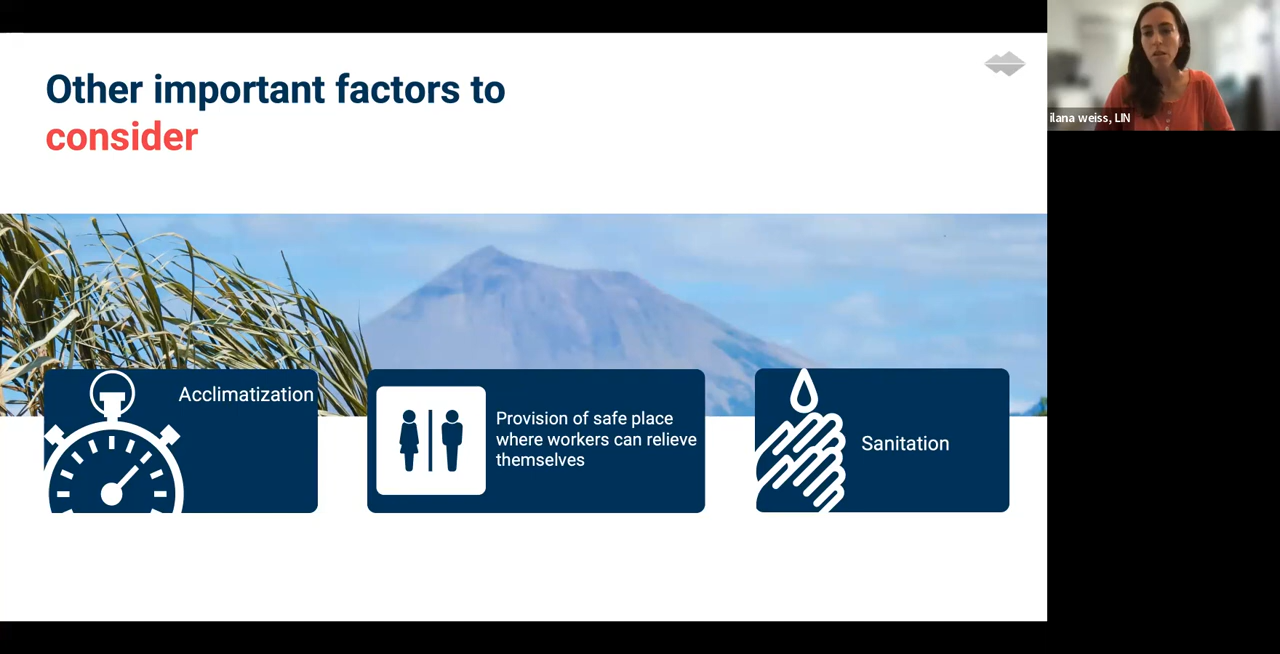 Other important factors to
consider
ilana weiss, LIN
Acclimatization
Provision of safe place
where workers can relieve
themselves
Sanitation